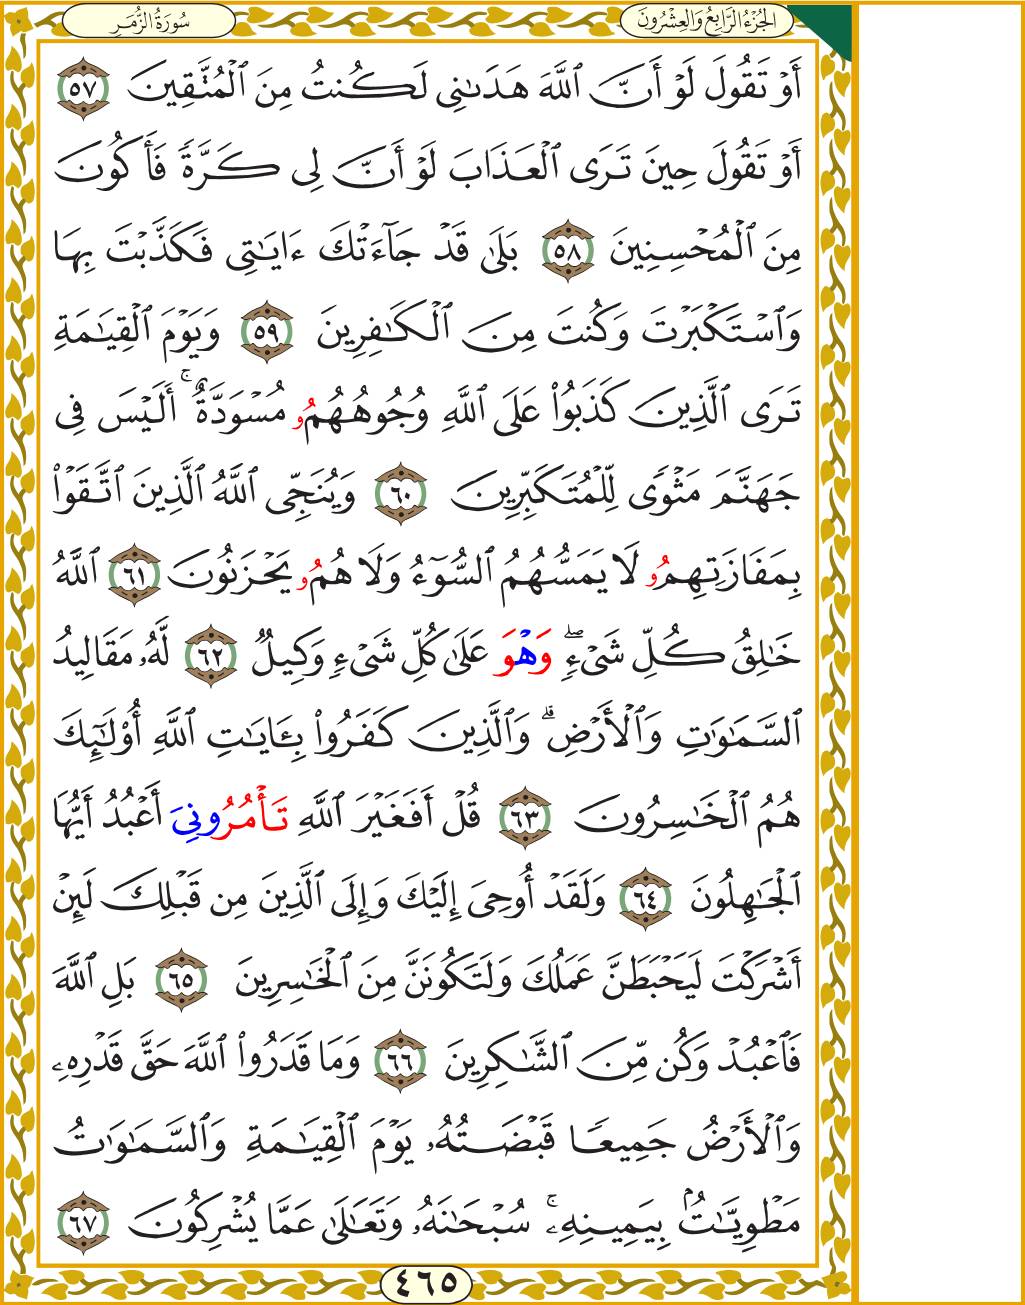 الجُزْءُ الرَّابِعُ وَالعِشْرُونَ
سُورَةُ الزُّمَرِ
أَوْ تَقُولَ لَوْ أَنَّ ٱللَّهَ هَدَىٰنِى لَكُنتُ مِنَ ٱلْمُتَّقِينَ ٥٧
أَوْ تَقُولَ حِينَ تَرَى ٱلْعَذَابَ لَوْ أَنَّ لِى كَرَّةً فَأَكُونَ
مِنَ ٱلْمُحْسِنِينَ ٥٨ بَلَىٰ قَدْ جَآءَتْكَ ءَايَـٰتِى فَكَذَّبْتَ بِهَا
وَٱسْتَكْبَرْتَ وَكُنتَ مِنَ ٱلْكَـٰفِرِينَ ٥٩ وَيَوْمَ ٱلْقِيَـٰمَةِ
تَرَى ٱلَّذِينَ كَذَبُوا۟ عَلَى ٱللَّهِ وُجُوهُهُمُۥ مُسْوَدَّةٌ ۚ أَلَيْسَ فِى
جَهَنَّمَ مَثْوًى لِّلْمُتَكَبِّرِينَ ٦٠ وَيُنَجِّى ٱللَّهُ ٱلَّذِينَ ٱتَّقَوْا۟
بِمَفَازَتِهِمُۥ لَا يَمَسُّهُمُ ٱلسُّوٓءُ وَلَا هُمُۥ يَحْزَنُونَ ٦١ ٱللَّهُ
خَـٰلِقُ كُلِّ شَىْءٍ ۖ وَهْوَ عَلَىٰ كُلِّ شَىْءٍ وَكِيلٌ ٦٢ لَّهُۥ مَقَالِيدُ
ٱلسَّمَـٰوَٰتِ وَٱلْأَرْضِ ۗ وَٱلَّذِينَ كَفَرُوا۟ بِـَٔايَـٰتِ ٱللَّهِ أُو۟لَـٰٓئِكَ
هُمُ ٱلْخَـٰسِرُونَ ٦٣ قُلْ أَفَغَيْرَ ٱللَّهِ تَأْمُرُونِىَ أَعْبُدُ أَيُّهَا
ٱلْجَـٰهِلُونَ ٦٤ وَلَقَدْ أُوحِىَ إِلَيْكَ وَإِلَى ٱلَّذِينَ مِن قَبْلِكَ لَئِنْ
أَشْرَكْتَ لَيَحْبَطَنَّ عَمَلُكَ وَلَتَكُونَنَّ مِنَ ٱلْخَـٰسِرِينَ ٦٥ بَلِ ٱللَّهَ
فَٱعْبُدْ وَكُن مِّنَ ٱلشَّـٰكِرِينَ ٦٦ وَمَا قَدَرُوا۟ ٱللَّهَ حَقَّ قَدْرِهِۦ
وَٱلْأَرْضُ جَمِيعًا قَبْضَتُهُۥ يَوْمَ ٱلْقِيَـٰمَةِ وَٱلسَّمَـٰوَٰتُ
مَطْوِيَّـٰتٌۢ بِيَمِينِهِۦ ۚ سُبْحَـٰنَهُۥ وَتَعَـٰلَىٰ عَمَّا يُشْرِكُونَ ٦٧
٤٦٥